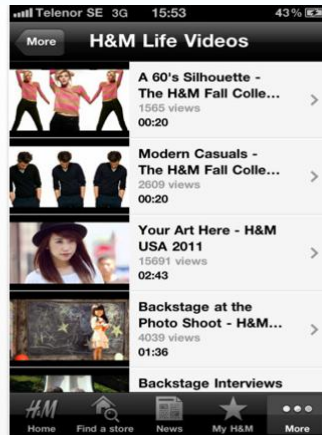 Telenor SE 3G 15:53 43%
More H&M Life Videos
A 60's Silhouette -
The H&M Fall Colle...
1565 views
00:20
Modern Casuals -
The H&M Fall Colle...
2609 views
00:20
Your Art Here - H&M
USA 2011
15691 views
02:43
Backstage at the
Photo Shoot - H&M...
4039 views
01:36
Backstage Interviews
H&M
Home Find a store News My H&M More